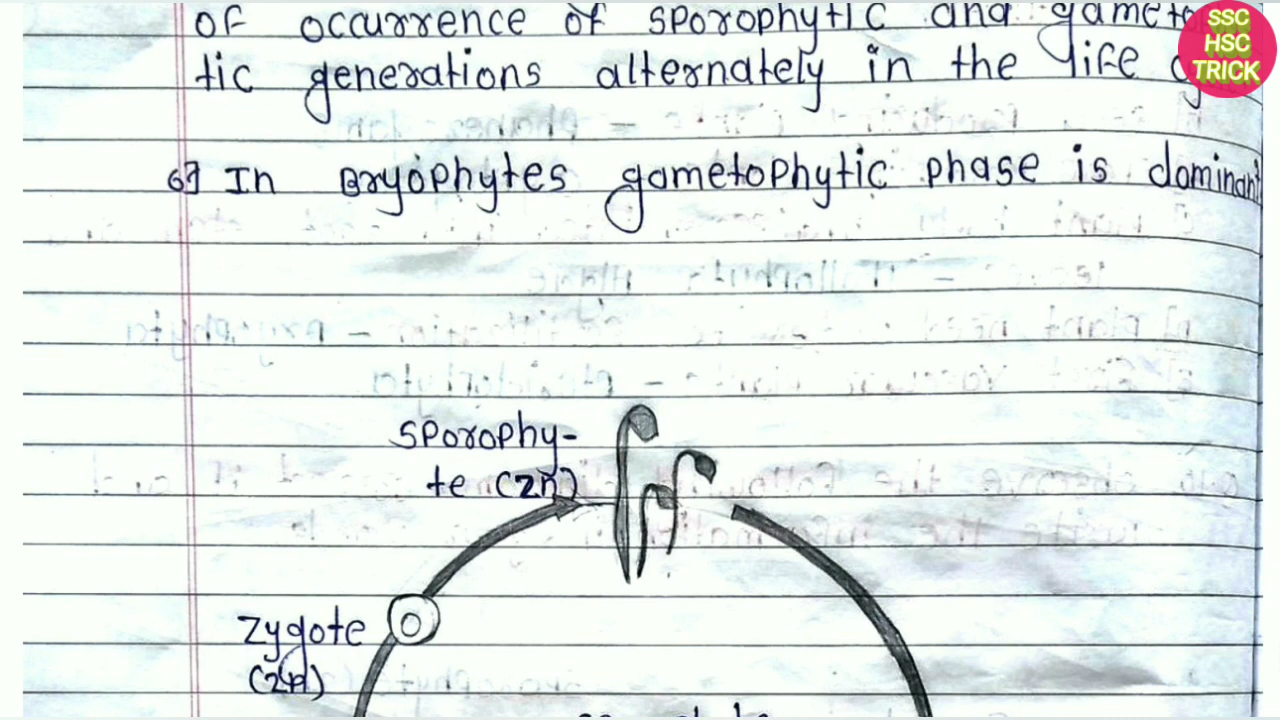 of occurrence of sporophytic and
tic generations alternately in the life
6] In Bryophytes gametophytic phase is dominant
sporophy-
te (2n)
zygote
(2n)
SSC
HSC
TRICK